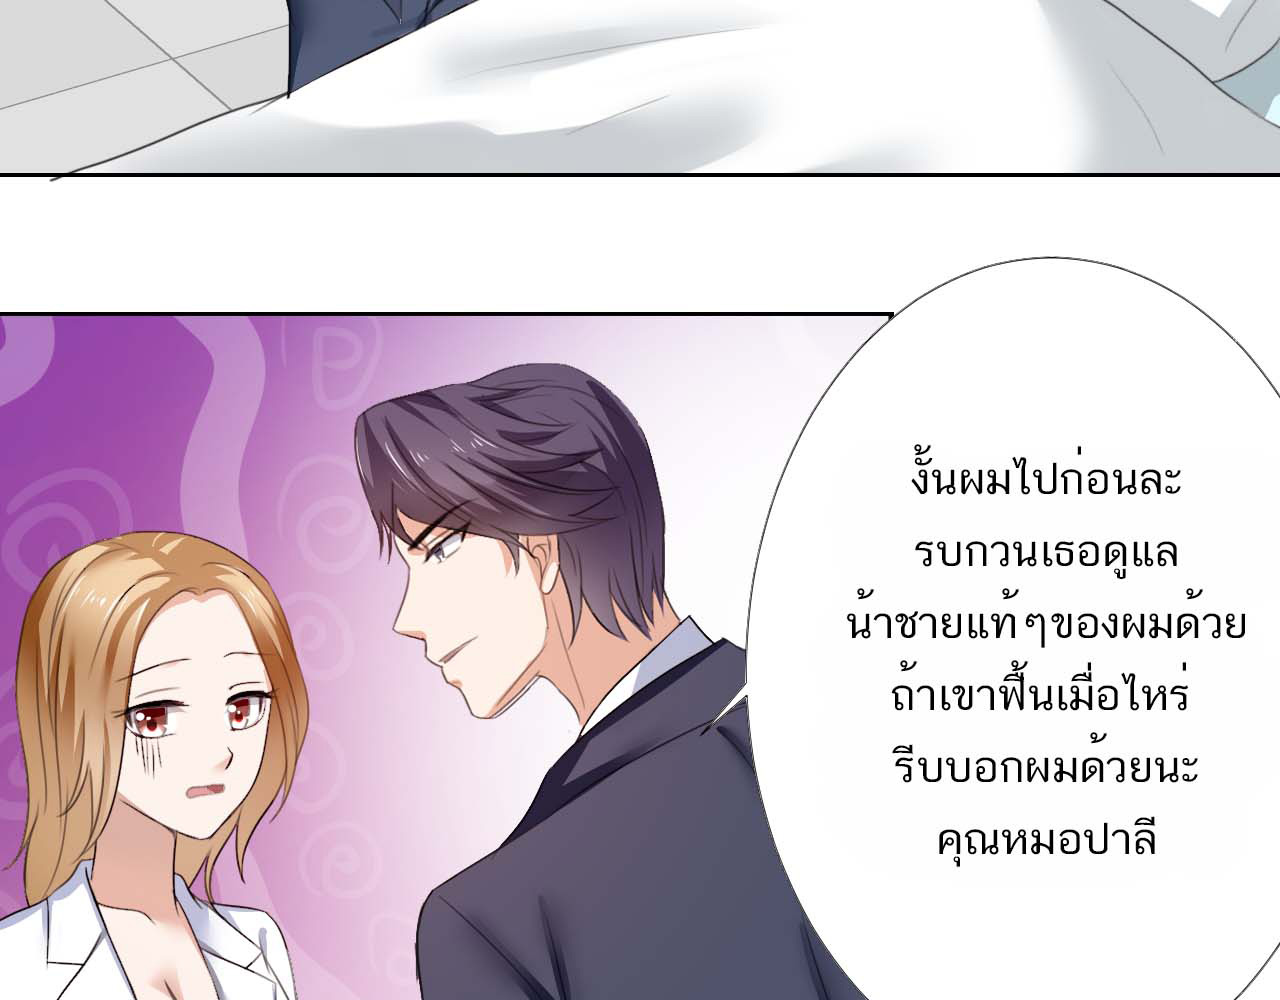 งั้นผมไปก่อนละ
รบกวนเธอดูแล
น้าชายแท้ๆของผมด้วย
ถ้าเขาฟื้นเมื่อไหร่
รีบบอกผมด้วยนะ
คุณหมอปาลี